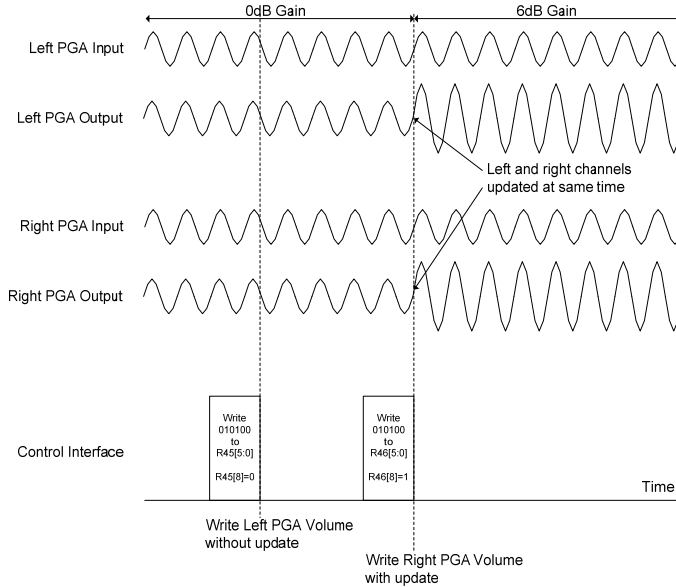 0dB Gain
6dB Gain
Left PGA Input
Left PGA Output
Left and right channels
updated at same time
Right PGA Input
Right PGA Output
Control Interface
Write
010100
to
R45[5:0]
R45[8]=0
Write
010100
to
R46[5:0]
R46[8]=1
Time
Write Left PGA Volume
without update
Write Right PGA Volume
with update